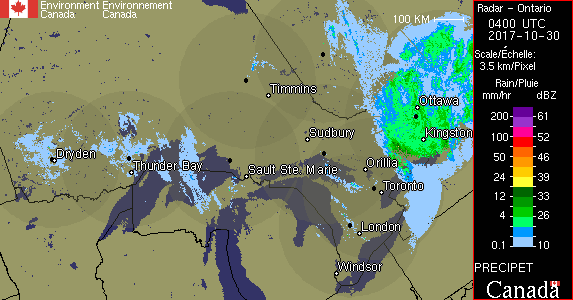 Environment Environnement
Canada Canada
100 KM
Radar - Ontario
0400 UTC
2017-10-30
Scale/Échelle:
3.5 km/Pixel
Rain/Pluie
mm/hr dBZ
200 61
100 52
50 46
24 39
12 33
4 26
0.1 10
PRECIPET
Canada
Timmins
Ottawa
Sudbury
Kingston
Dryden
Thunder Bay
Sault Ste. Marie
Orillia
Toronto
London
Windsor